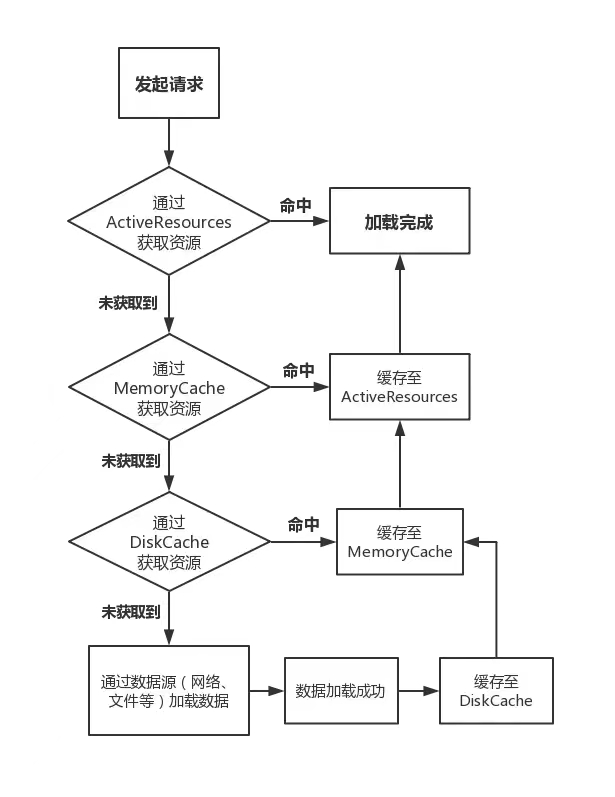 发起请求
通过
ActiveResources
获取资源
命中
加载完成
未获取到
通过
MemoryCache
获取资源
命中
缓存至
ActiveResources
未获取到
通过
DiskCache
获取资源
命中
缓存至
MemoryCache
未获取到
通过数据源（网络、
文件等）加载数据
数据加载成功
缓存至
DiskCache